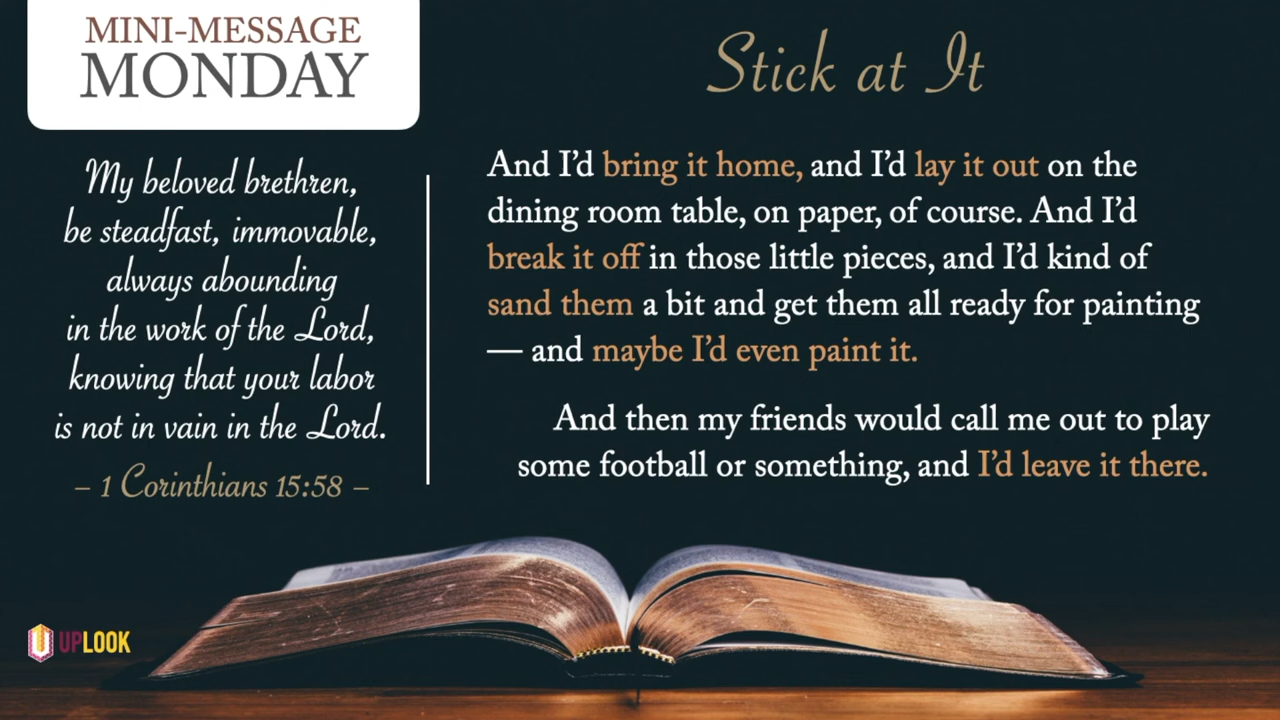 MINI-MESSAGE
MONDAY
My beloved brethren,
be steadfast, immovable,
always abounding
in the work of the Lord,
knowing that your labor
is not in vain in the Lord.
– 1 Corinthians 15:58 –
Stick at It
And I’d bring it home, and I’d lay it out on the
dining room table, on paper, of course. And I’d
break it off in those little pieces, and I’d kind of
sand them a bit and get them all ready for painting
— and maybe I’d even paint it.
And then my friends would call me out to play
some football or something, and I’d leave it there.
UPLOOK